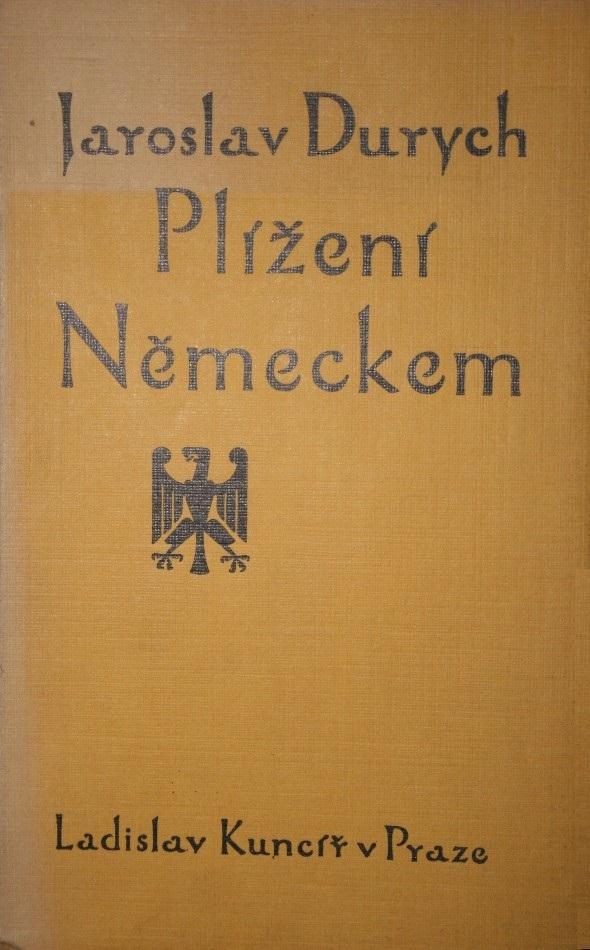 Jaroslav Durych
Plížení
Německem
Ladislav Kuncíř v Praze